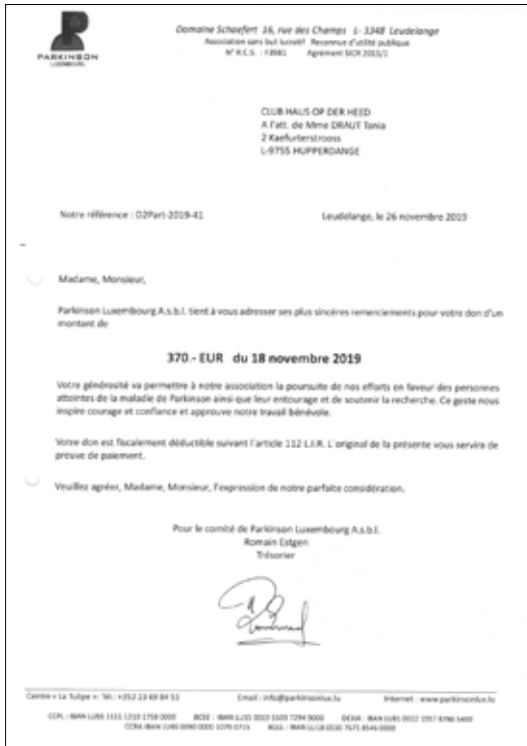 PARKINSON
LUXEMBOURG
Domaine Schaefert 16, rue des Champs L- 3348 Leudelange
Association sans but lucratif Reconnue d'utilité publique
N° R.C.S. : F3981 Agrément
CLUB HAUS OP DER HEED
A l'att. de Mme DRAUT Tania
2 Kaefurterstrooss
L-9755 HUPPERDANGE
Notre référence : D2Part-2019-41
Leudelange, le 26 novembre 2019
Madame, Monsieur,
Parkinson Luxembourg A.s.b.l. tient à vous adresser ses plus sincères remerciements pour votre don d'un
montant de
370.- EUR du 18 novembre 2019
Votre générosité va permettre à notre association la poursuite de nos efforts en faveur des personnes
atteintes de la maladie de Parkinson ainsi que leur entourage et de soutenir la recherche. Ce geste nous
inspire courage et confiance et approuve notre travail bénévole.
Votre don est fiscalement déductible suivant l'article 112 L.I.R. L'original de la présente vous servira de
preuve de paiement.
Veuillez agréer, Madame, Monsieur, l'expression de notre parfaite considération.
Pour le comité de Parkinson Luxembourg A.s.b.l.
Romain Estgen
Trésorier
Centre « La Tulipe »: Tél.: +352 23 69 84 51 Email : info@parkinsonlux.lu Internet : www.parkinsonlux.lu